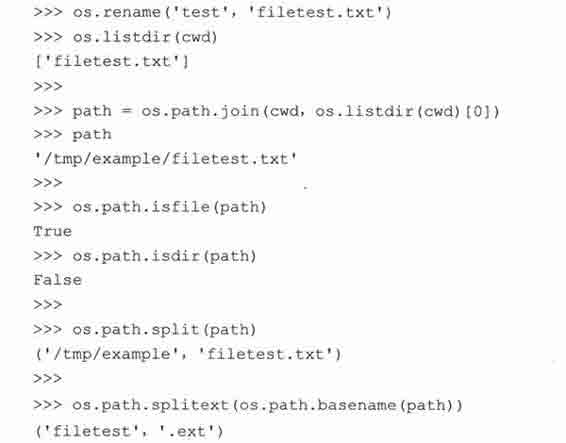 >>> os.rename('test', 'filetest.txt')
>>> os.listdir(cwd)
['filetest.txt']
>>>
>>> path = os.path.join(cwd, os.listdir(cwd)[0])
>>> path
'/tmp/example/filetest.txt'
>>>
>>> os.path.isfile(path)
True
>>> os.path.isdir(path)
False
>>>
>>> os.path.split(path)
('/tmp/example', 'filetest.txt')
>>>
>>> os.path.splitext(os.path.basename(path))
('filetest', '.ext')